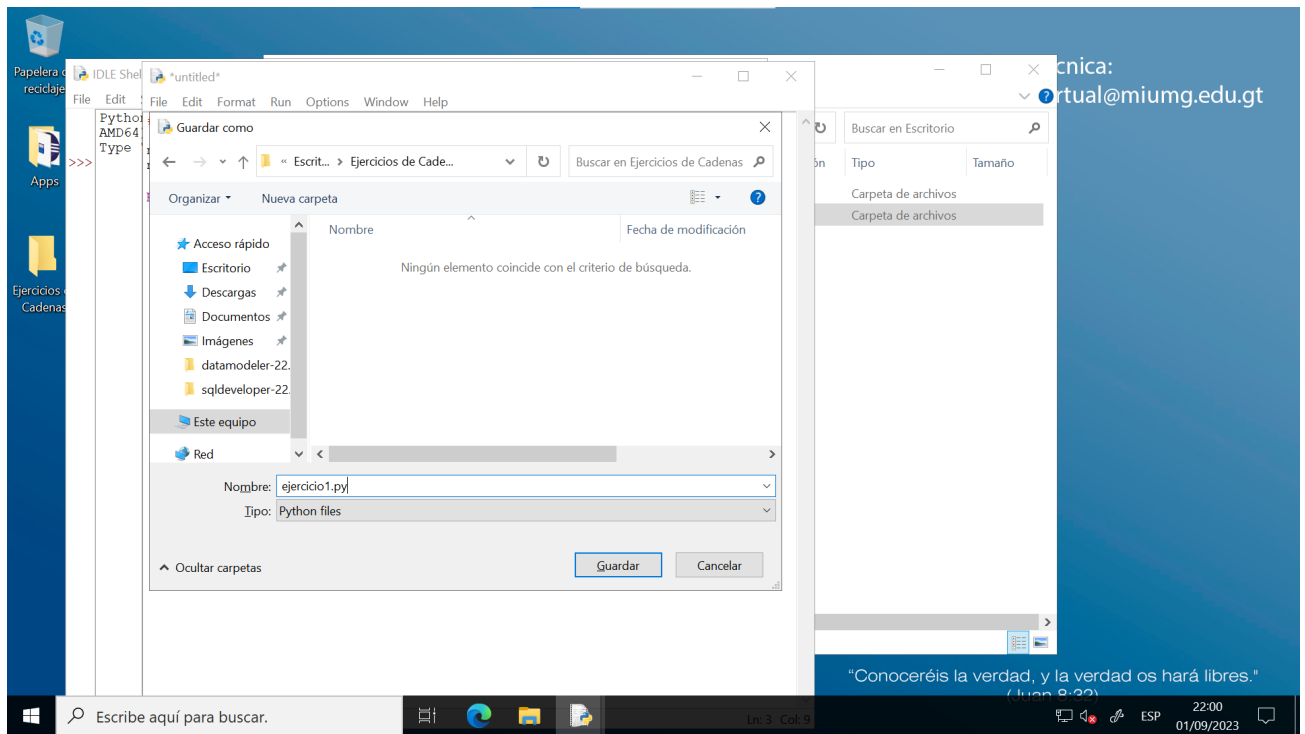 Papelera d
reciclaje
Apps
Ejercicios
Cadenas
IDLE Shel
File Edit
Pytho
AMD64
Type
>>>
*untitled*
File Edit Format Run Options Window Help
Guardar como
« Escrit... > Ejercicios de Cade...
Buscar en Ejercicios de Cadenas
Organizar
Nueva carpeta
Acceso rápido
Escritorio
Descargas
Documentos
Imágenes
datamodeler-22.
sqldeveloper-22.
Este equipo
Red
Nombre
Fecha de modificación
Ningún elemento coincide con el criterio de búsqueda.
Nombre: ejercicio1.py
Tipo: Python files
Ocultar carpetas
Guardar
Cancelar
Buscar en Escritorio
ón
Tipo
Tamaño
Carpeta de archivos
Carpeta de archivos
cnica:
rtual@miumg.edu.gt
"Conoceréis la verdad, y la verdad os hará libres."
(Juan 8:32)
Ln: 3 Col: 9
Escribe aquí para buscar.
ESP
22:00
01/09/2023